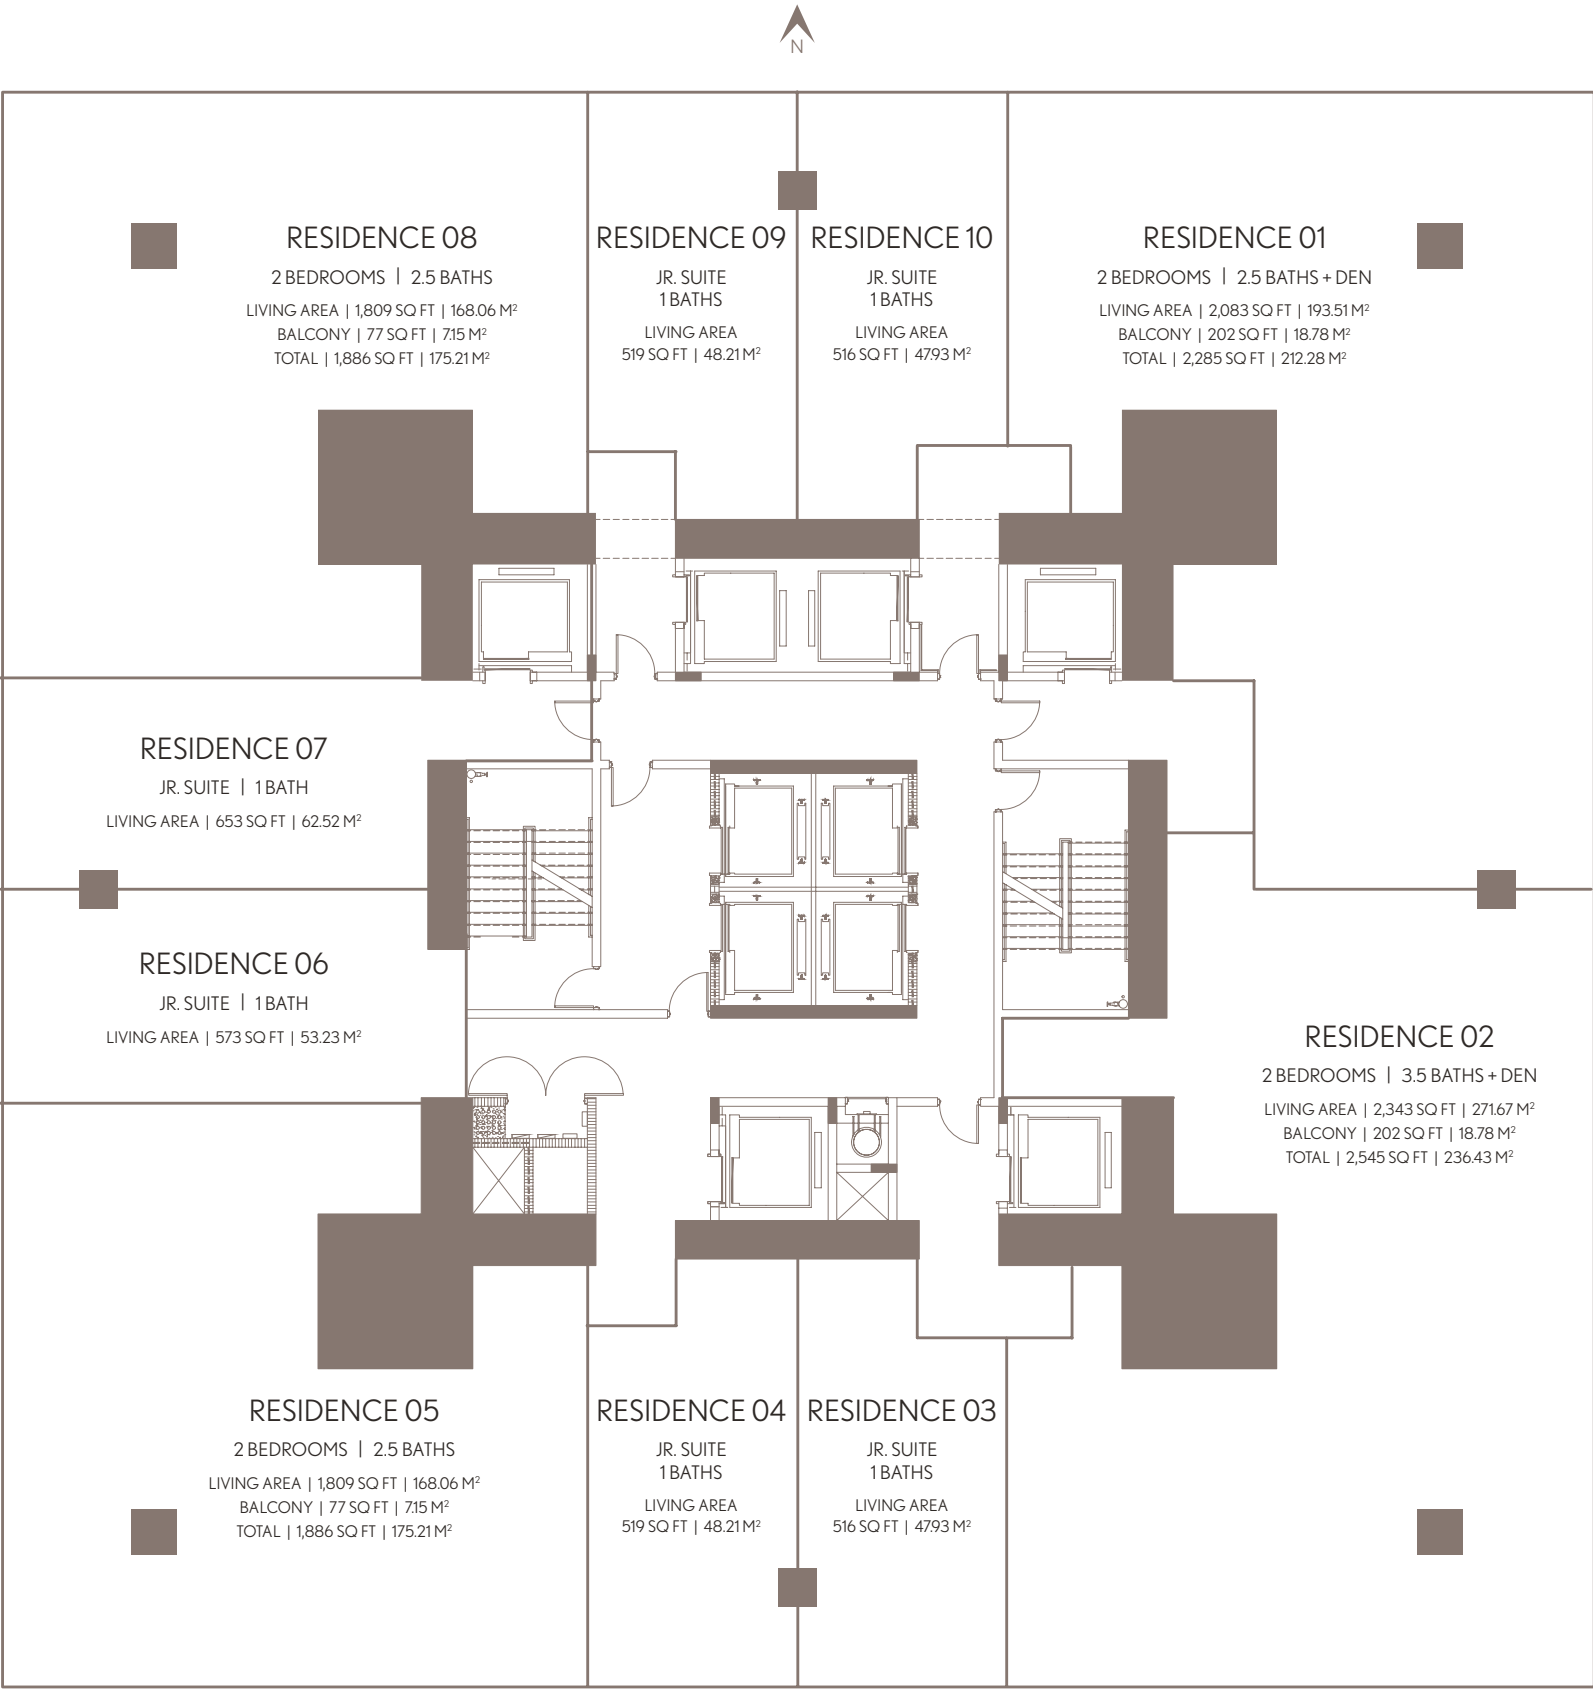 N
RESIDENCE 08
2 BEDROOMS | 2.5 BATHS
LIVING AREA | 1,809 SQ FT | 168.06 M²
BALCONY | 77 SQ FT | 7.15 M²
TOTAL | 1,886 SQ FT | 175.21 M²
RESIDENCE 09
JR. SUITE
1 BATHS
LIVING AREA
519 SQ FT | 48.21 M²
RESIDENCE 10
JR. SUITE
1 BATHS
LIVING AREA
516 SQ FT | 47.93 M²
RESIDENCE 01
2 BEDROOMS | 2.5 BATHS + DEN
LIVING AREA | 2,083 SQ FT | 193.51 M²
BALCONY | 202 SQ FT | 18.78 M²
TOTAL | 2,285 SQ FT | 212.28 M²
RESIDENCE 07
JR. SUITE | 1 BATH
LIVING AREA | 653 SQ FT | 62.52 M²
RESIDENCE 06
JR. SUITE | 1 BATH
LIVING AREA | 573 SQ FT | 53.23 M²
RESIDENCE 02
2 BEDROOMS | 3.5 BATHS + DEN
LIVING AREA | 2,343 SQ FT | 271.67 M²
BALCONY | 202 SQ FT | 18.78 M²
TOTAL | 2,545 SQ FT | 236.43 M²
RESIDENCE 05
2 BEDROOMS | 2.5 BATHS
LIVING AREA | 1,809 SQ FT | 168.06 M²
BALCONY | 77 SQ FT | 7.15 M²
TOTAL | 1,886 SQ FT | 175.21 M²
RESIDENCE 04
JR. SUITE
1 BATHS
LIVING AREA
519 SQ FT | 48.21 M²
RESIDENCE 03
JR. SUITE
1 BATHS
LIVING AREA
516 SQ FT | 47.93 M²